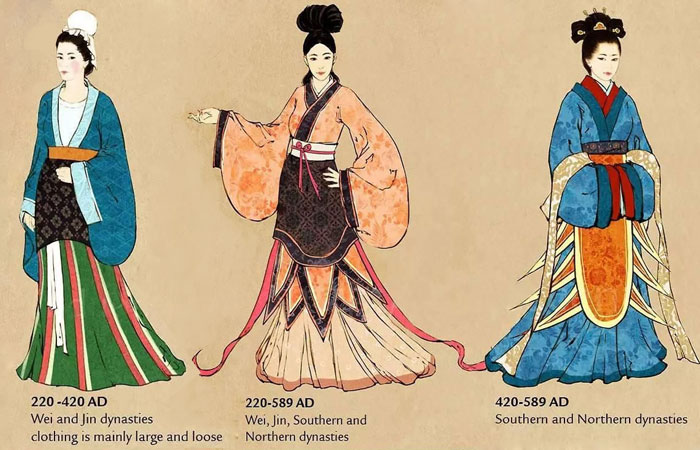 220 -420 AD
Wei and Jin dynasties
clothing is mainly large and loose
220-589 AD
Wei, Jin, Southern and
Northern dynasties
420-589 AD
Southern and Northern dynasties